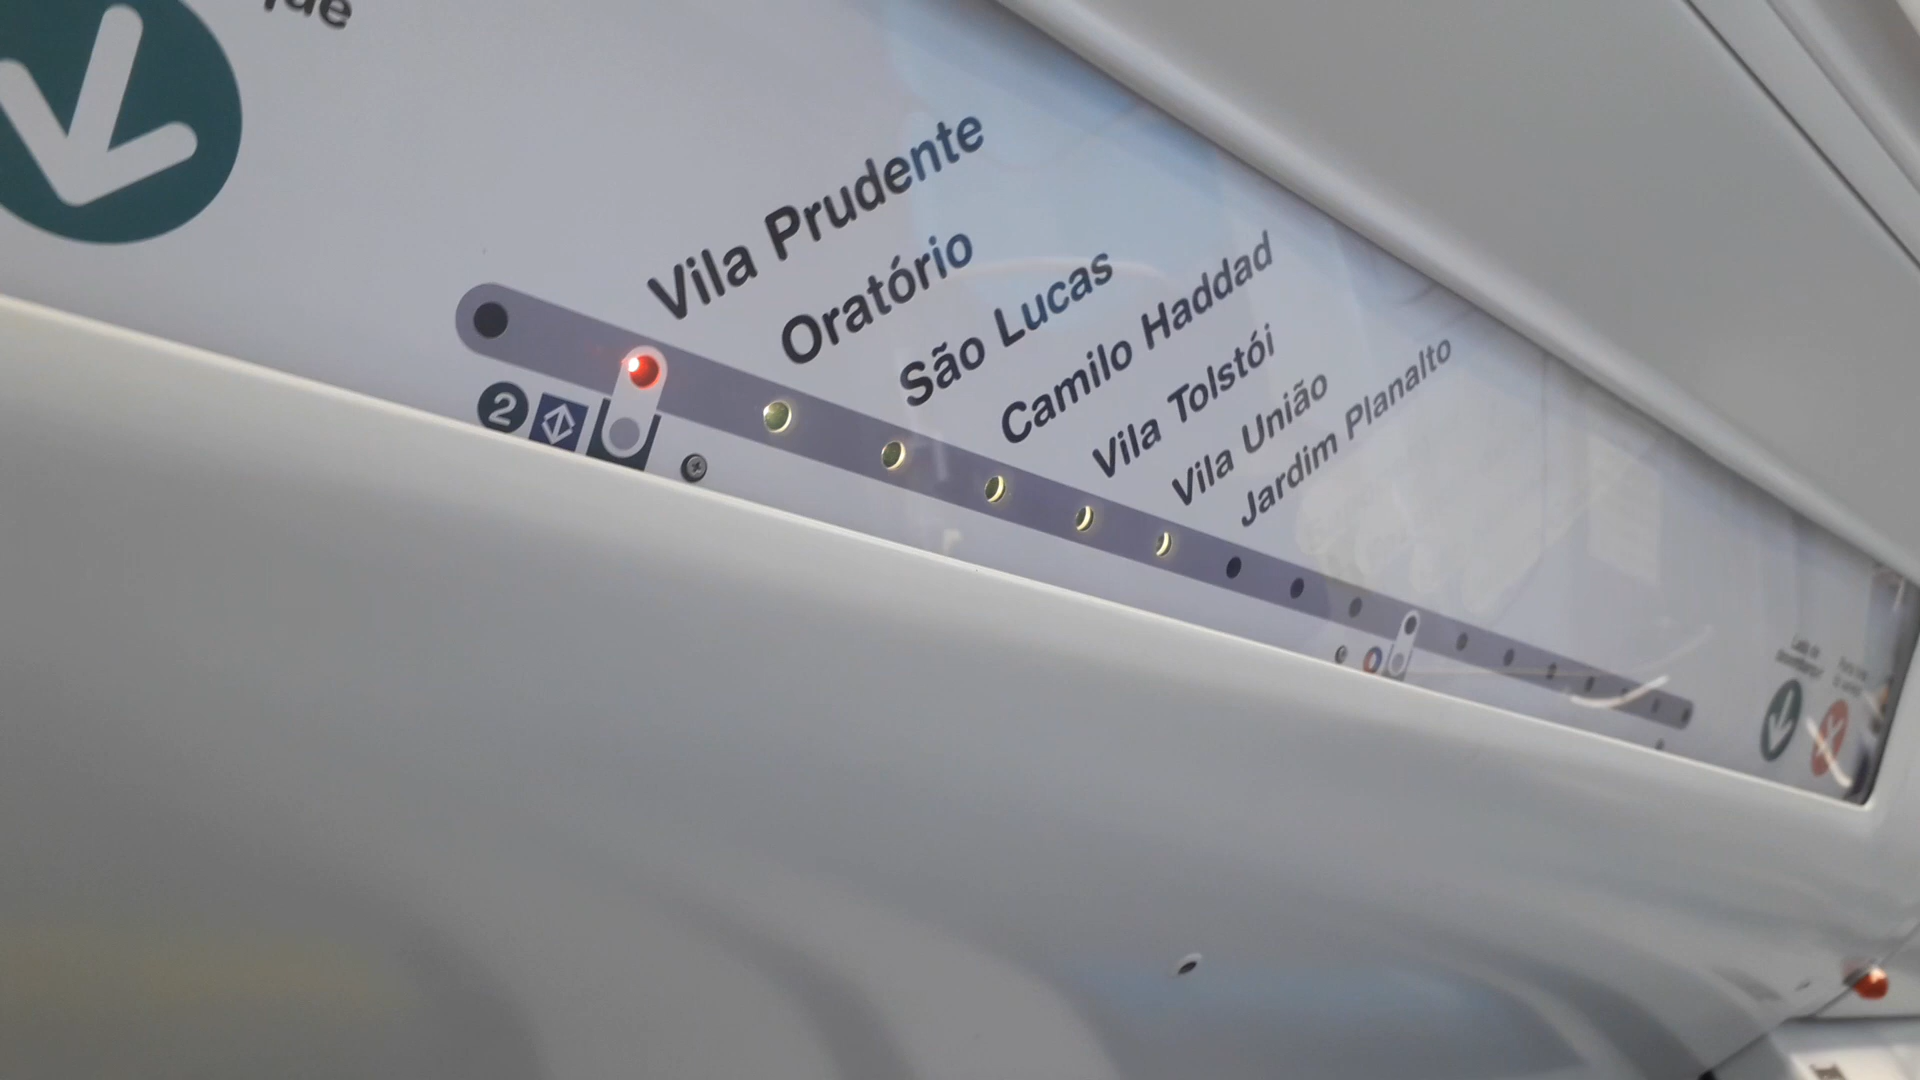 Vila Prudente
Oratório
São Lucas
Camilo Haddad
Vila Tolstói
Vila União
Jardim Planalto
2